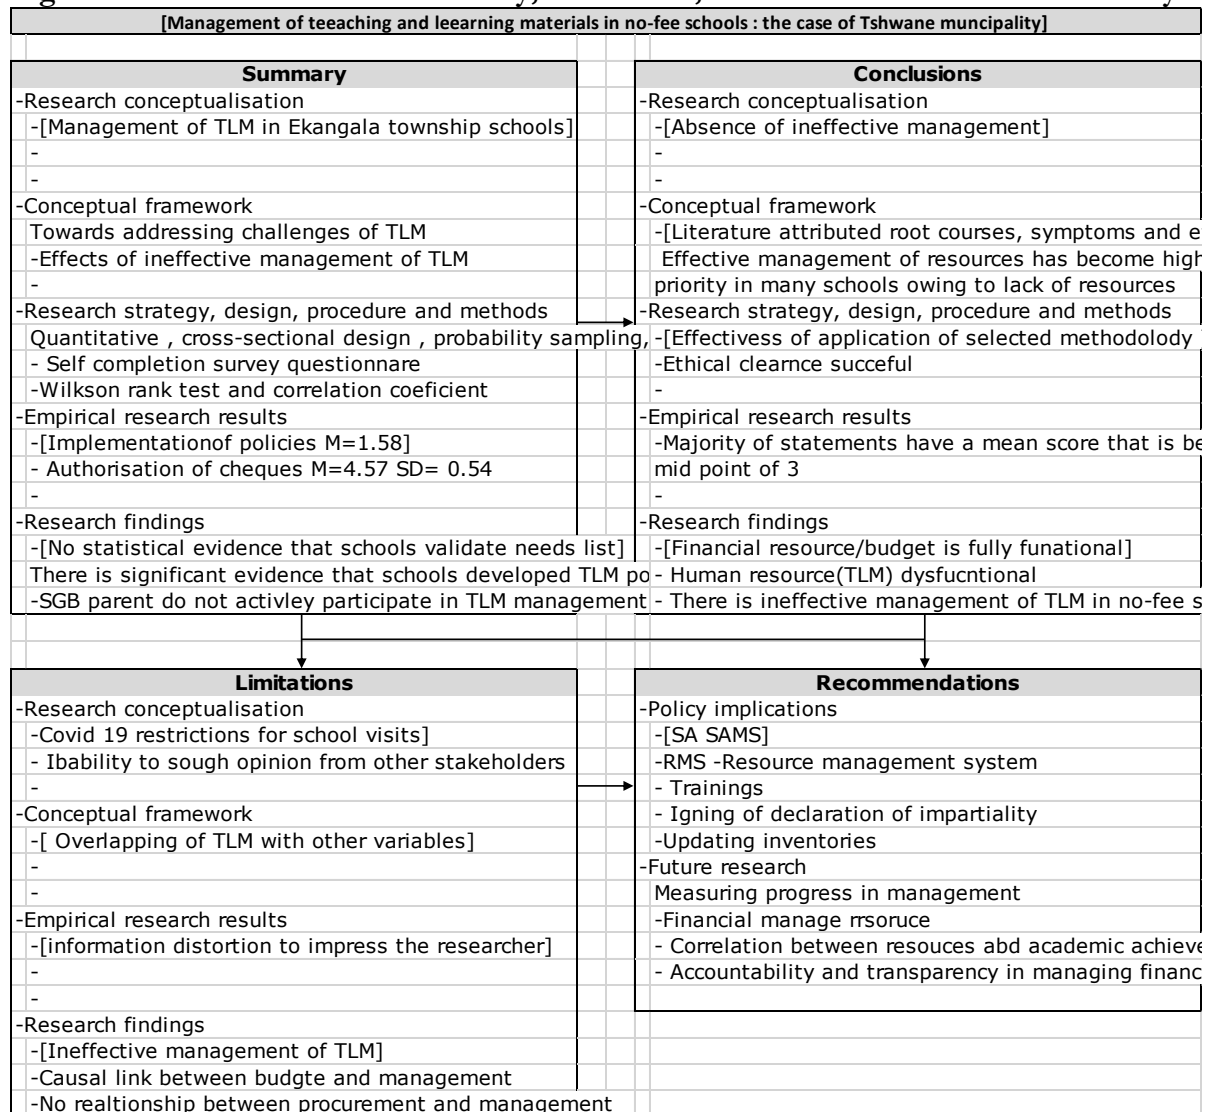 [Management of teeaching and leearning materials in no-fee schools : the case of Tshwane muncipality]
Summary
-Research conceptualisation
-[Management of TLM in Ekangala township schools]
-
-
-Conceptual framework
Towards addressing challenges of TLM
-Effects of ineffective management of TLM
-
-Research strategy, design, procedure and methods
Quantitative , cross-sectional design , probability sampling,
- Self completion survey questionnare
-Wilkson rank test and correlation coeficient
-Empirical research results
-[Implementationof policies M=1.58]
- Authorisation of cheques M=4.57 SD= 0.54
-
-Research findings
-[No statistical evidence that schools validate needs list]
There is significant evidence that schools developed TLM po
-SGB parent do not activley participate in TLM management
Conclusions
-Research conceptualisation
-[Absence of ineffective management]
-
-
-Conceptual framework
-[Literature attributed root courses, symptoms and e
Effective management of resources has become high
priority in many schools owing to lack of resources
-Research strategy, design, procedure and methods
-[Effectivess of application of selected methodolody
-Ethical clearnce succeful
-
-Empirical research results
-Majority of statements have a mean score that is be
mid point of 3
-
-Research findings
-[Financial resource/budget is fully funational]
- Human resource(TLM) dysfucntional
- There is ineffective management of TLM in no-fee s
Limitations
-Research conceptualisation
-Covid 19 restrictions for school visits]
- Ibability to sough opinion from other stakeholders
-
-Conceptual framework
-[ Overlapping of TLM with other variables]
-
-
-Empirical research results
-[information distortion to impress the researcher]
-
-
-Research findings
-[Ineffective management of TLM]
-Causal link between budgte and management
-No realtionship between procurement and management
Recommendations
-Policy implications
-[SA SAMS]
-RMS -Resource management system
- Trainings
- Igning of declaration of impartiality
-Updating inventories
-Future research
Measuring progress in management
-Financial manage rrsoruce
- Correlation between resouces abd academic achieve
- Accountability and transparency in managing financ